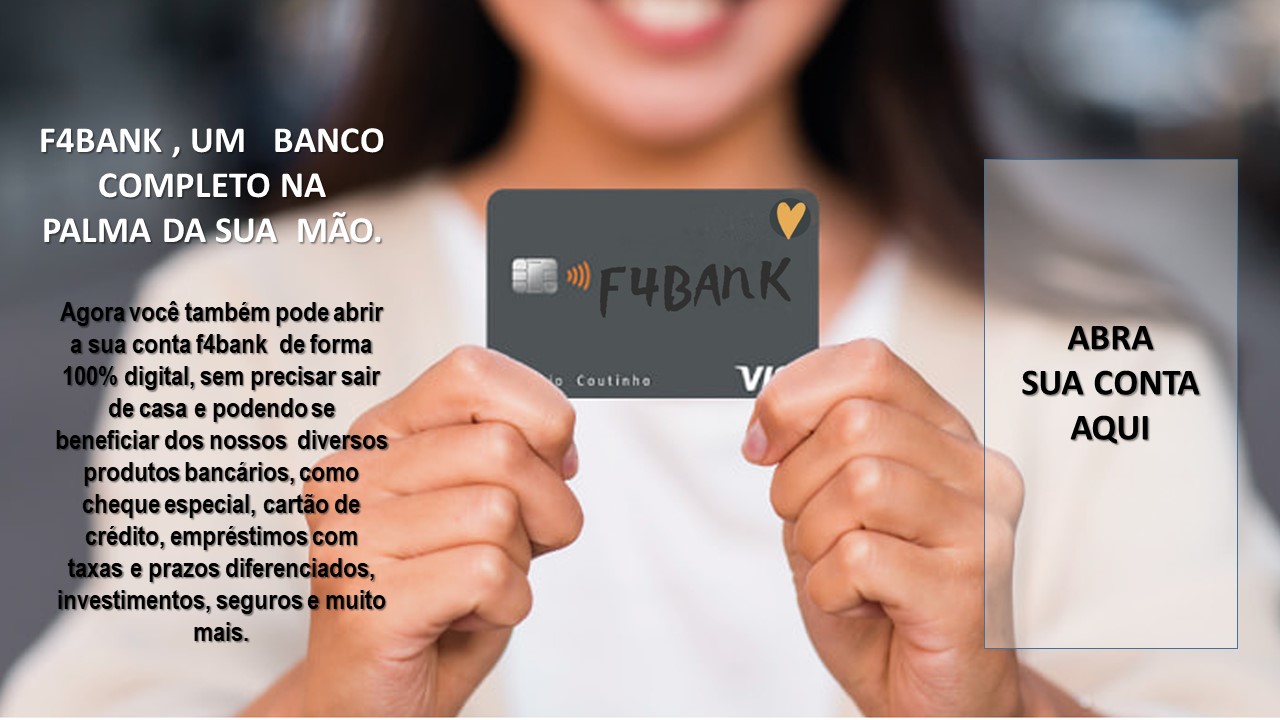 F4BANK , UM BANCO
COMPLETO NA
PALMA DA SUA MÃO.
Agora você também pode abrir
a sua conta f4bank de forma
100% digital, sem precisar sair
de casa e podendo se
beneficiar dos nossos diversos
produtos bancários, como
cheque especial, cartão de
crédito, empréstimos com
taxas e prazos diferenciados,
investimentos, seguros e muito
mais.
F4BANK
Coutinho
ABRA
SUA CONTA
AQUI